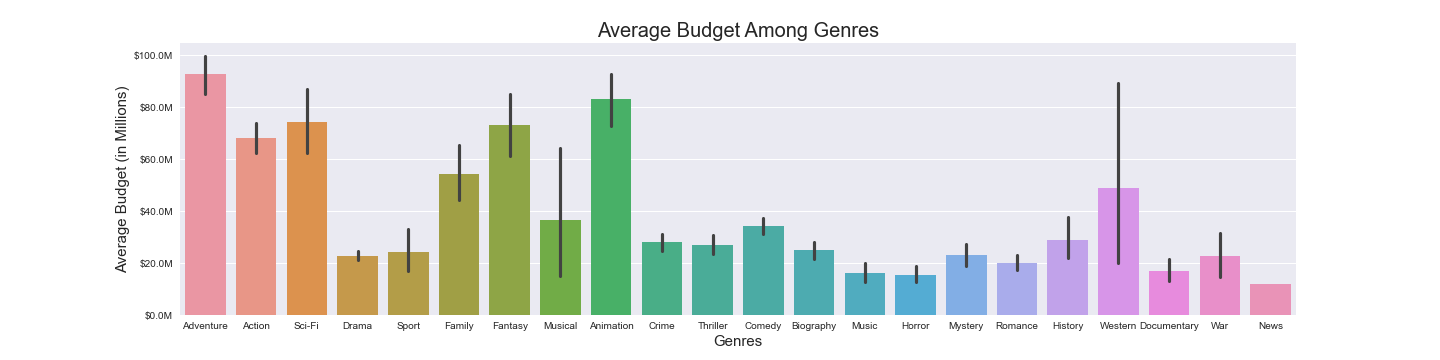 Average Budget Among Genres
Average Budget (in Millions)
$100.0M
$80.0M
$60.0M
$40.0M
$20.0M
$0.0M
Adventure Action Sci-Fi Drama Sport Family Fantasy Musical Animation Crime Thriller Comedy Biography Music Horror Mystery Romance History Western Documentary War News
Genres